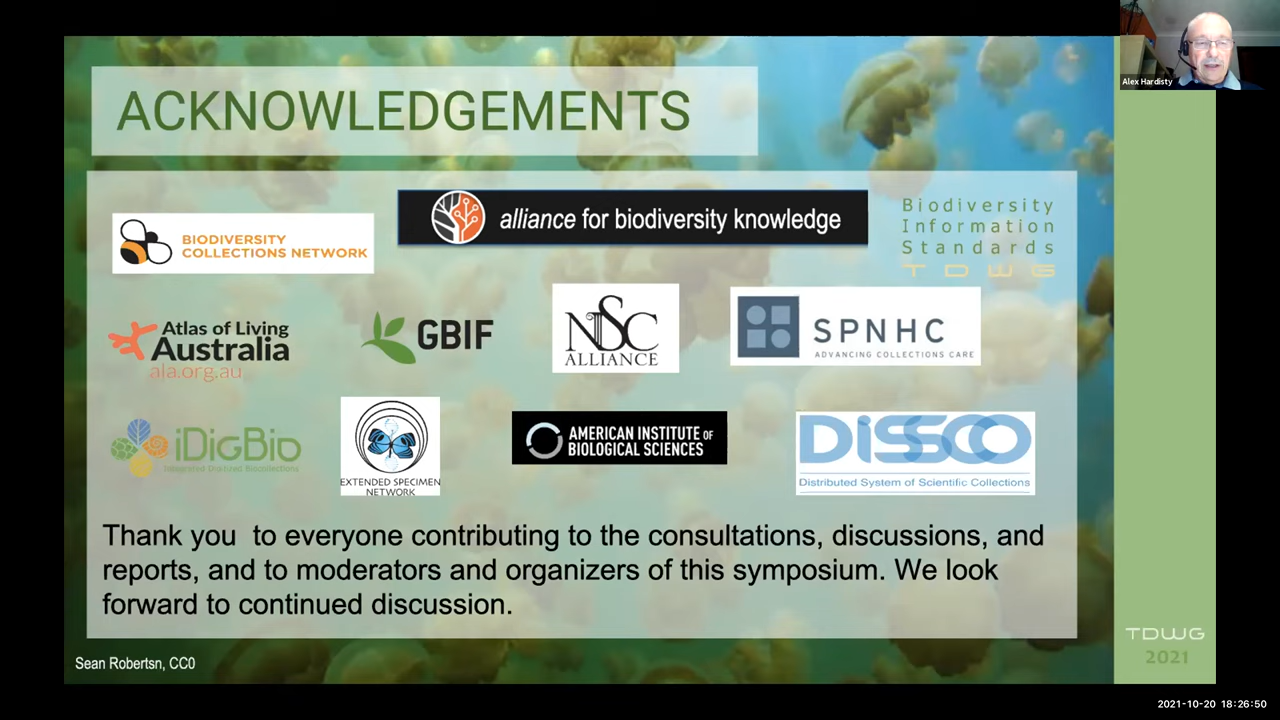 Alex Hardisty
ACKNOWLEDGEMENTS
BIODIVERSITY
COLLECTIONS NETWORK
alliance for biodiversity knowledge
Biodiversity
Information
Standards
TDWG
Atlas of Living
Australia
ala.org.au
GBIF
NSC
ALLIANCE
SPNHC
ADVANCING COLLECTIONS CARE
iDigBio
Integrated Digitized Biocollections
EXTENDED SPECIMEN
NETWORK
AMERICAN INSTITUTE OF
BIOLOGICAL SCIENCES
DiSSCo
Distributed System of Scientific Collections
Thank you  to everyone contributing to the consultations, discussions, and
reports, and to moderators and organizers of this symposium. We look
forward to continued discussion.
Sean Robertsn, CC0
TDWG
2021
2021-10-20 18:26:50